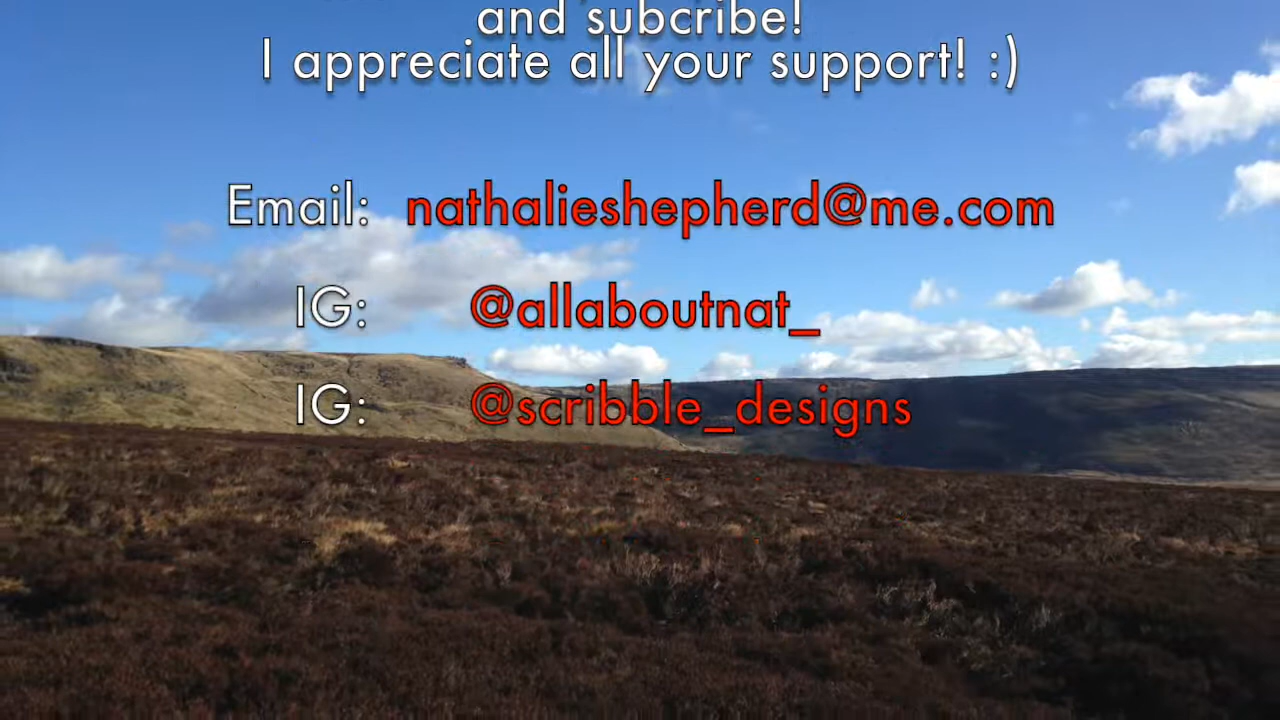 and subcribe!
I appreciate all your support! :)
Email: nathalieshepherd@me.com
IG: @allaboutnat_
IG: @scribble_designs